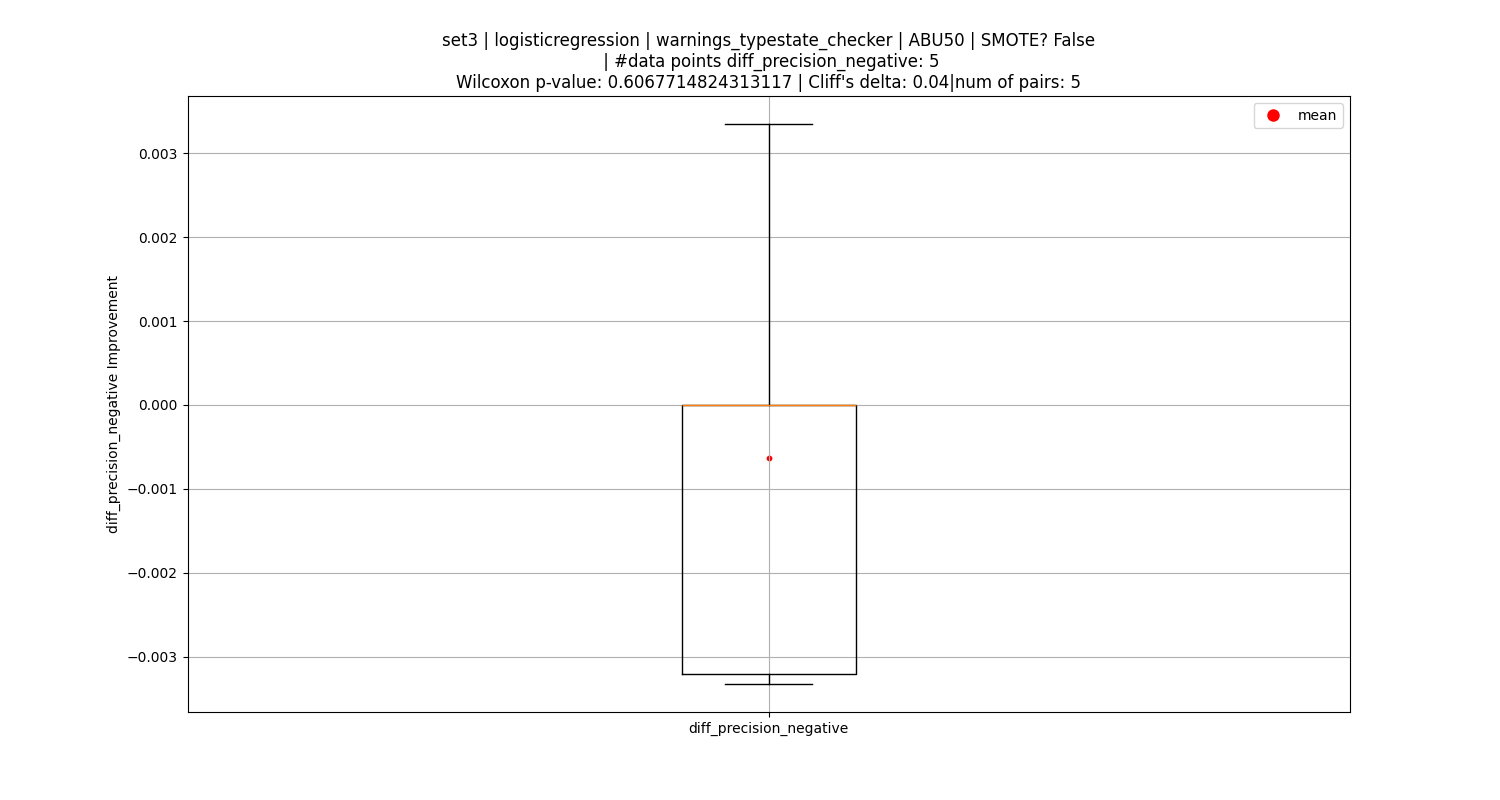 set3 | logisticregression | warnings_typestate_checker | ABU50 | SMOTE? False
| #data points diff_precision_negative: 5
Wilcoxon p-value: 0.6067714824313117 | Cliff's delta: 0.04|num of pairs: 5
mean
0.003
0.002
0.001
0.000
−0.001
−0.002
−0.003
diff_precision_negative Improvement
diff_precision_negative